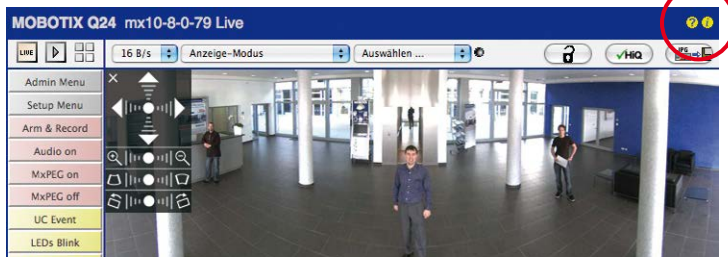 MOBOTIX Q24 mx10-8-0-79 Live ? i
LIVE 16 B/s Anzeige-Modus Auswählen ... ✓HiQ JPG
Admin Menu
Setup Menu
Arm & Record
Audio on
MxPEG on
MxPEG off
UC Event
LEDs Blink